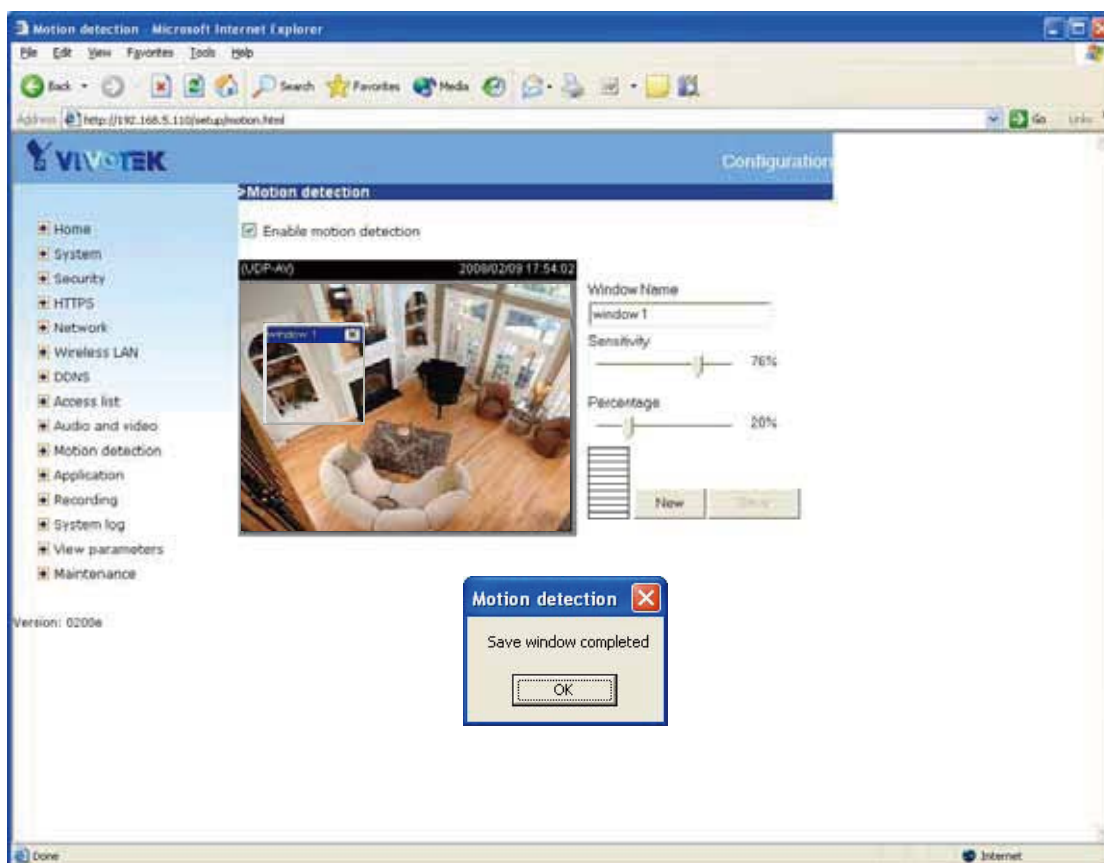 Motion detection - Microsoft Internet Explorer
File Edit View Favorites Tools Help
Back Search Favorites Media
Address http://192.168.5.110/setup/motion.html Go Links
VIVOTEK
Configuration
>Motion detection
Home
System
Security
HTTPS
Network
Wireless LAN
DDNS
Access list
Audio and video
Motion detection
Application
Recording
System log
View parameters
Maintenance
Version: 0200e
Enable motion detection
(UDP-AV) 2008/02/09 17:54:02
window 1
Window Name
window 1
Sensitivity
76%
Percentage
20%
New Save
Motion detection
Save window completed
OK
Done Internet